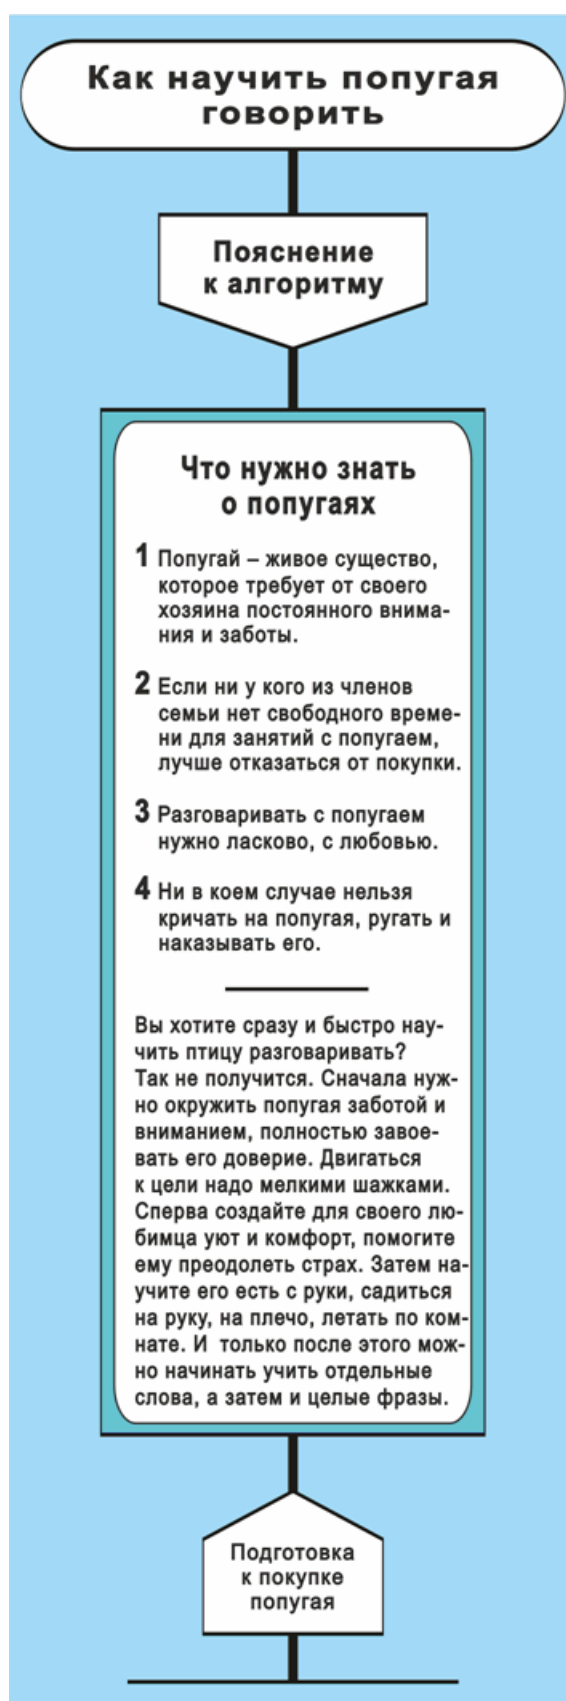 Как научить попугая
говорить
Пояснение
к алгоритму
Что нужно знать
о попугаях
1 Попугай – живое существо,
которое требует от своего
хозяина постоянного внима-
ния и заботы.
2 Если ни у кого из членов
семьи нет свободного време-
ни для занятий с попугаем,
лучше отказаться от покупки.
3 Разговаривать с попугаем
нужно ласково, с любовью.
4 Ни в коем случае нельзя
кричать на попугая, ругать и
наказывать его.
Вы хотите сразу и быстро нау-
чить птицу разговаривать?
Так не получится. Сначала нуж-
но окружить попугая заботой и
вниманием, полностью завое-
вать его доверие. Двигаться
к цели надо мелкими шажками.
Сперва создайте для своего лю-
бимца уют и комфорт, помогите
ему преодолеть страх. Затем на-
учите его есть с руки, садиться
на руку, на плечо, летать по ком-
нате. И только после этого мож-
но начинать учить отдельные
слова, а затем и целые фразы.
Подготовка
к покупке
попугая